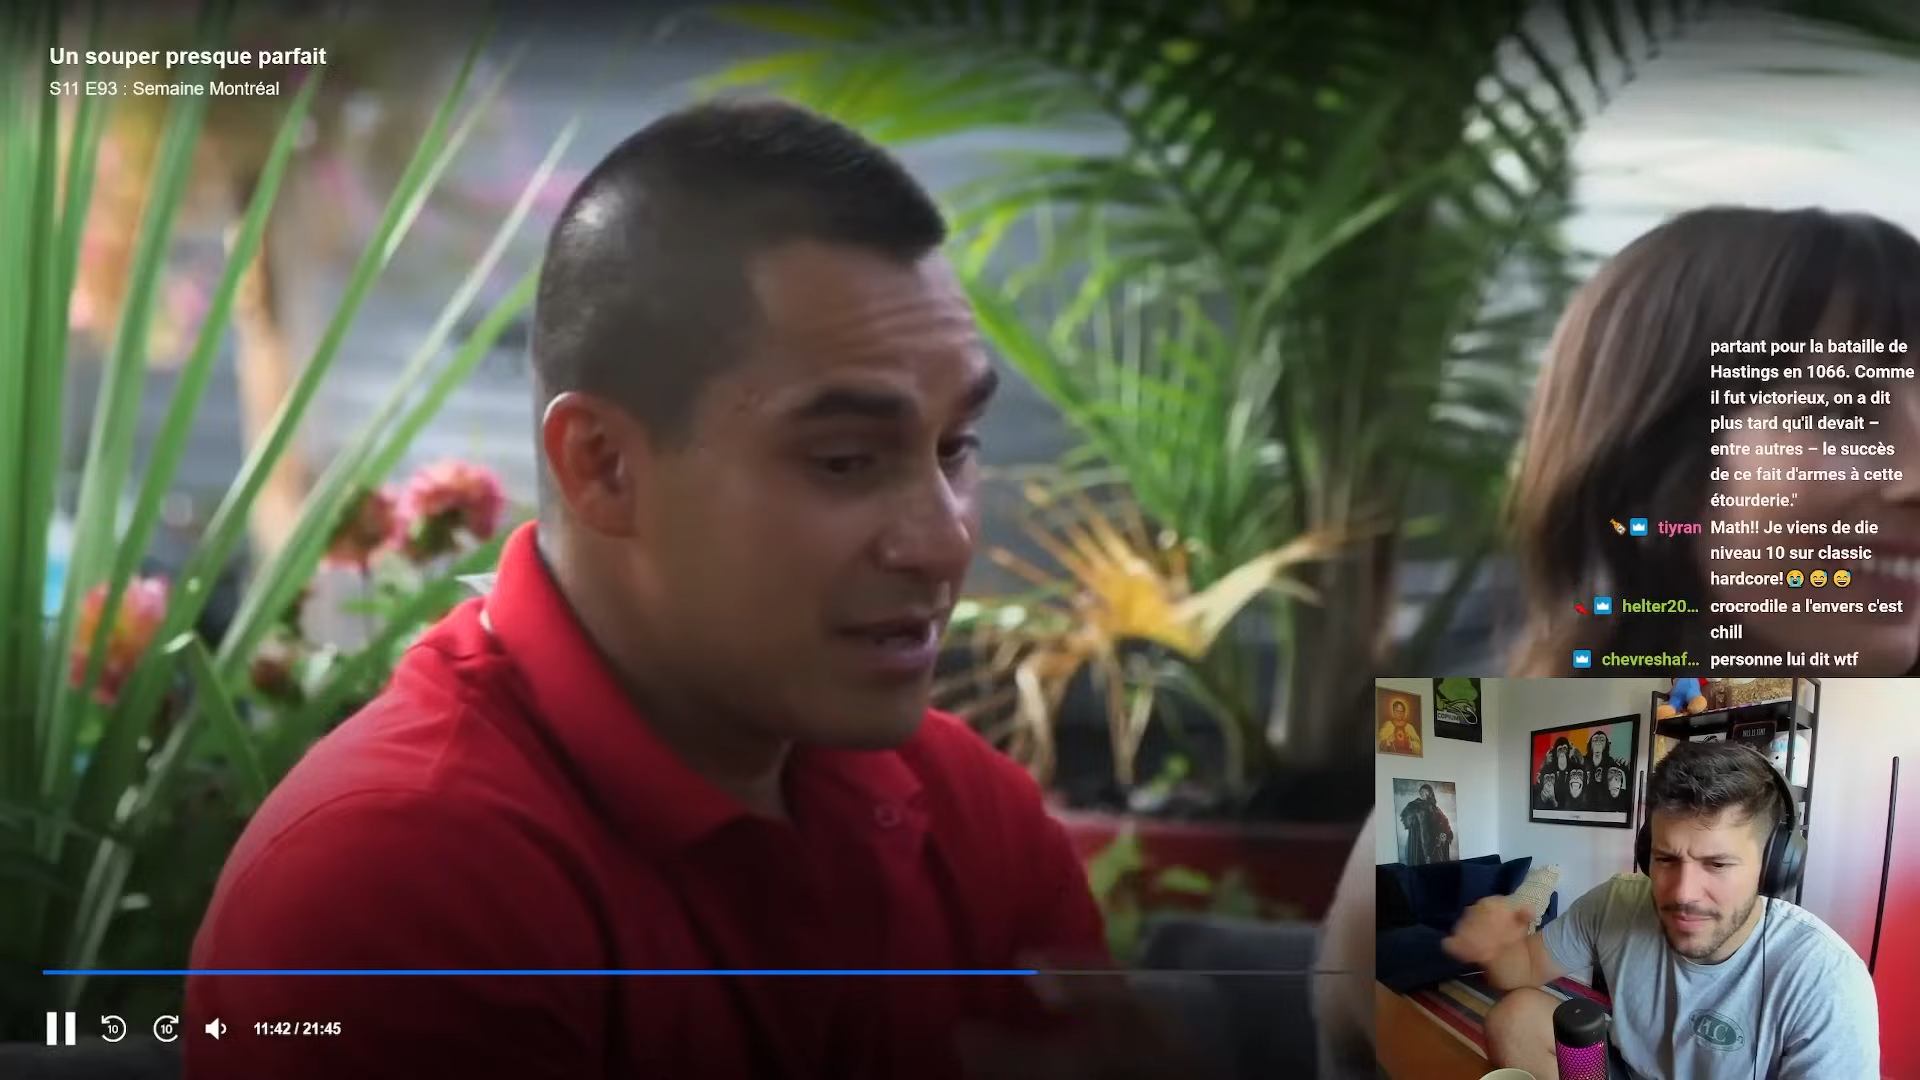 Un souper presque parfait
S11 E93 : Semaine Montréal
partant pour la bataille de
Hastings en 1066. Comme
il fut victorieux, on a dit
plus tard qu'il devait –
entre autres – le succès
de ce fait d'armes à cette
étourderie."
tiyran Math!! Je viens de die
niveau 10 sur classic
hardcore!😭😅😅
helter20... crocrodile a l'envers c'est
chill
chevreshaf... personne lui dit wtf
COPIUM
H.C.
10 10 11:42 / 21:45